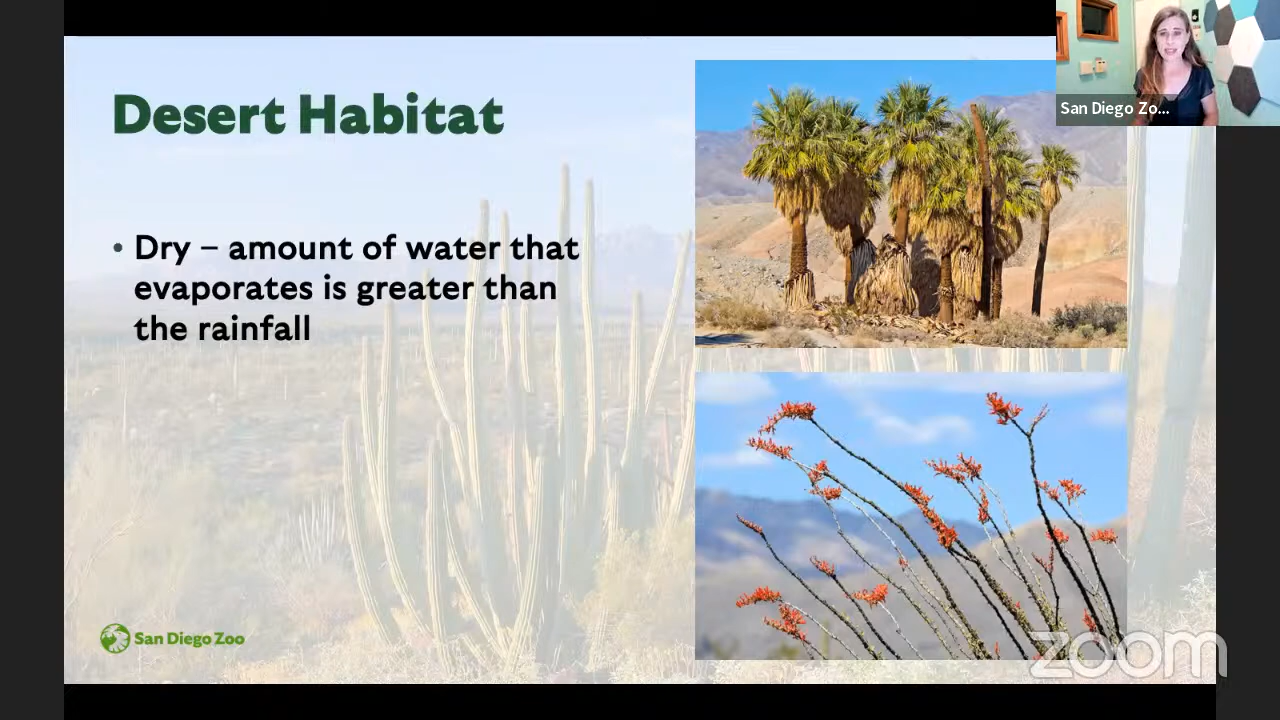 Desert Habitat
San Diego Zo...
• Dry – amount of water that
evaporates is greater than
the rainfall
San Diego Zoo
zoom